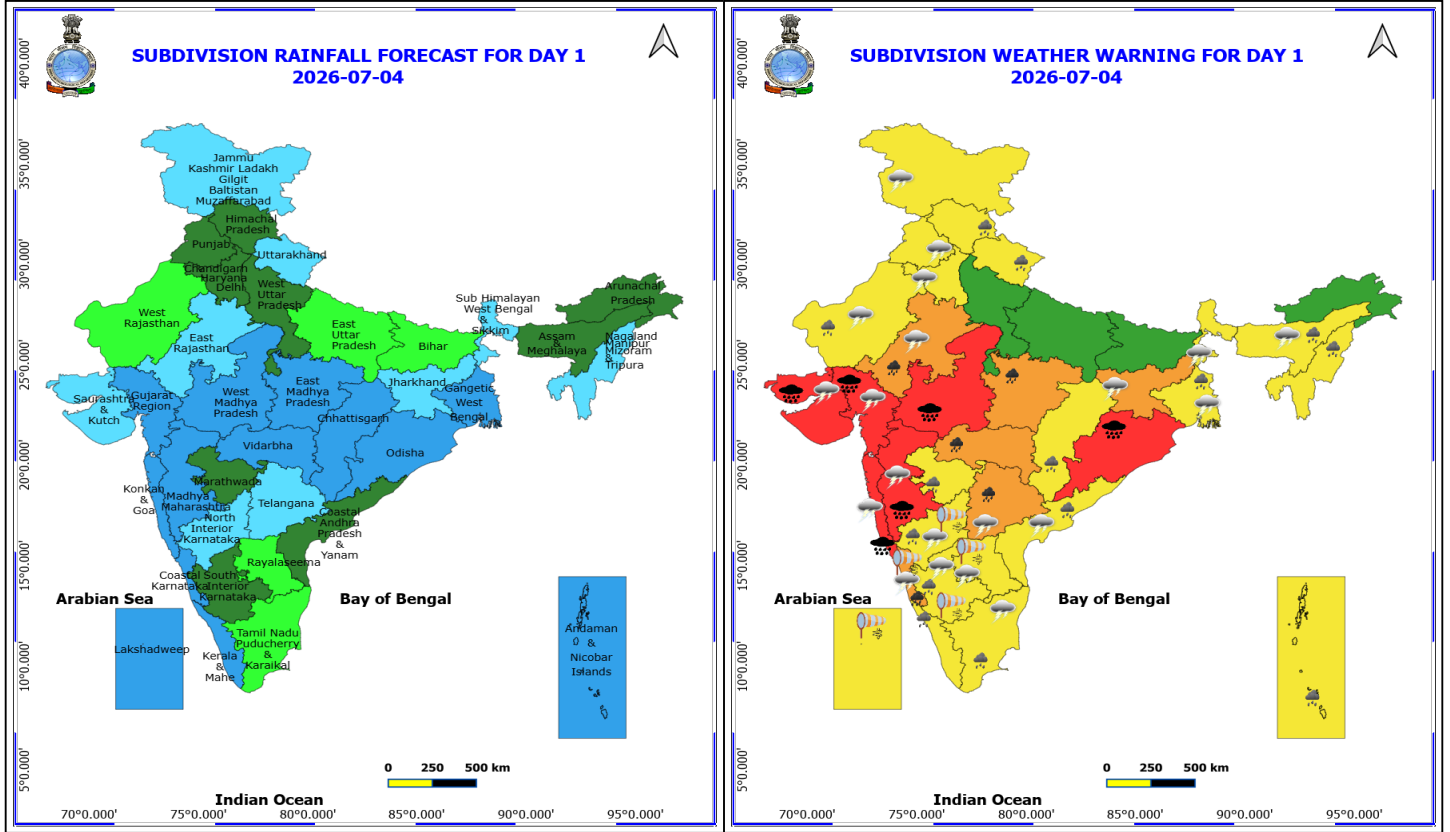 SUBDIVISION RAINFALL FORECAST FOR DAY 1
2026-07-04
40°0.000'
35°0.000'
30°0.000'
25°0.000'
20°0.000'
15°0.000'
10°0.000'
5°0.000'
Jammu
Kashmir Ladakh
Gilgit
Baltistan
Muzaffarabad
Himachal
Pradesh
Punjab
Uttarakhand
Chandigarh
Haryana
Delhi
West
Uttar
Pradesh
Arunachal
Pradesh
West
Rajasthan
Sub Himalayan
West Bengal
&
Sikkim
East
Uttar
Pradesh
East
Rajasthan
Bihar
Assam
&
Meghalaya
Nagaland
Manipur
Mizoram
&
Tripura
Saurashtra
&
Kutch
Gujarat
Region
West
Madhya
Pradesh
East
Madhya
Pradesh
Jharkhand
Gangetic
West
Bengal
Chhattisgarh
Vidarbha
Odisha
Konkan
&
Goa
Marathwada
Madhya
Maharashtra
Telangana
North
Interior
Karnataka
Coastal
Andhra
Pradesh
&
Yanam
Rayalaseema
Coastal
Karnataka
South
Interior
Karnataka
Arabian Sea
Bay of Bengal
Lakshadweep
Tamil Nadu
Puducherry
&
Karaikal
Kerala
&
Mahe
Andaman
&
Nicobar
Islands
0 250 500 km
Indian Ocean
70°0.000' 75°0.000' 80°0.000' 85°0.000' 90°0.000' 95°0.000'
SUBDIVISION WEATHER WARNING FOR DAY 1
2026-07-04
40°0.000'
35°0.000'
30°0.000'
25°0.000'
20°0.000'
15°0.000'
10°0.000'
5°0.000'
Arabian Sea
Bay of Bengal
0 250 500 km
Indian Ocean
70°0.000' 75°0.000' 80°0.000' 85°0.000' 90°0.000' 95°0.000'